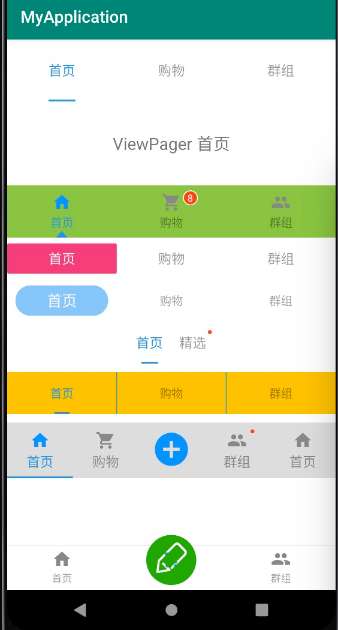 MyApplication
首页 购物 群组
ViewPager 首页
8
首页 购物 群组
首页 购物 群组
首页 购物 群组
首页 精选
首页 购物 群组
首页 购物 群组 首页
首页 群组